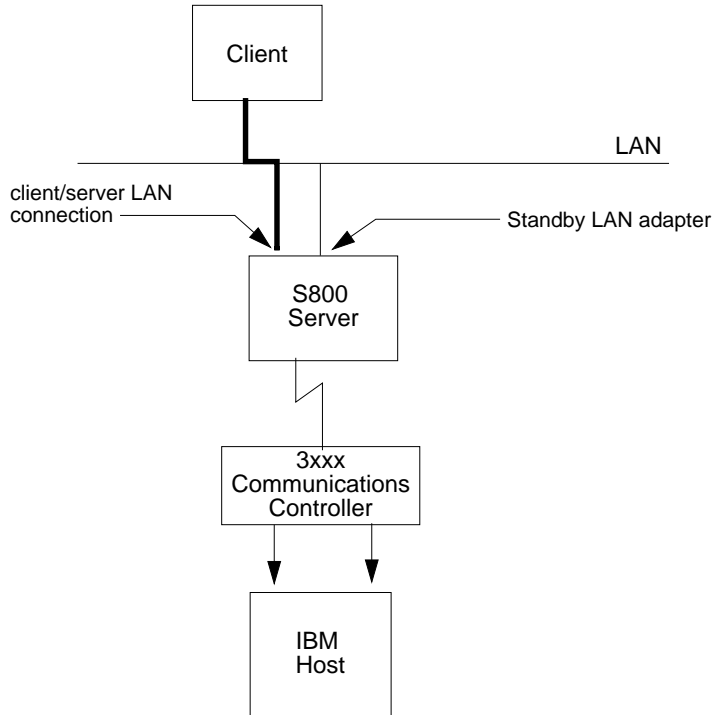 Client
LAN
client/server LAN
connection
Standby LAN adapter
S800
Server
3xxx
Communications
Controller
IBM
Host